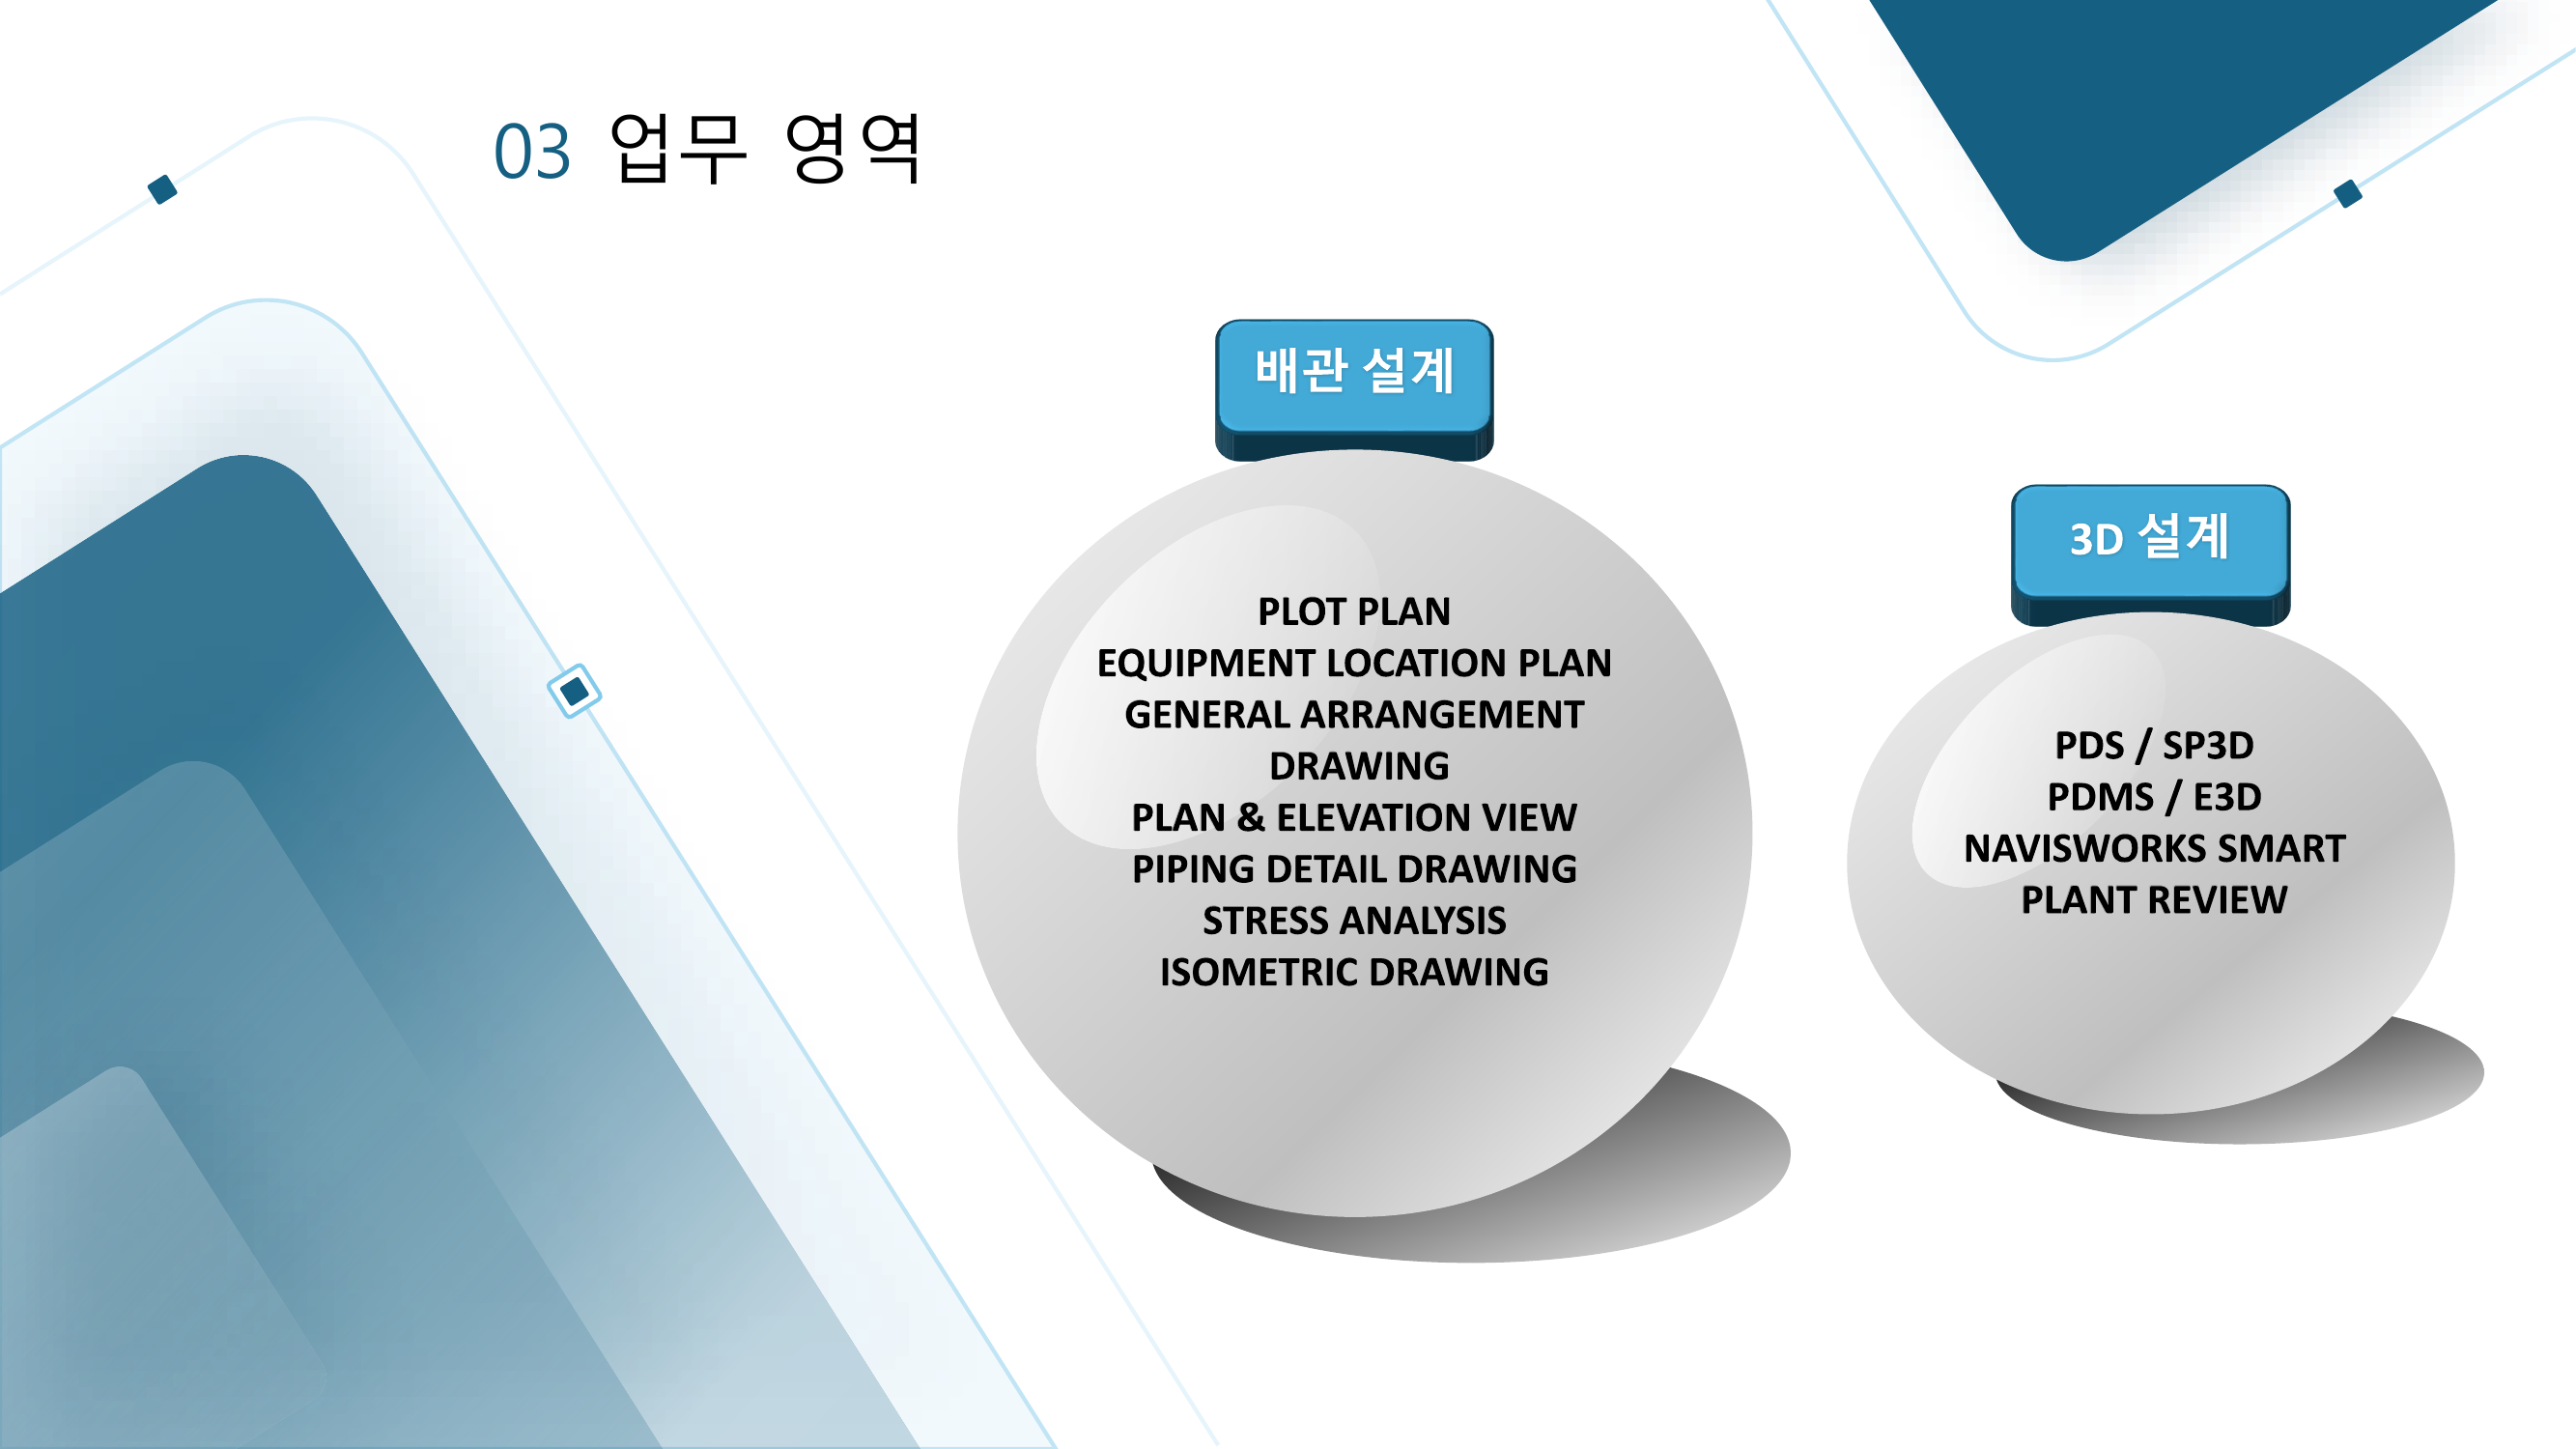 03 업무 영역
배관 설계
PLOT PLAN
EQUIPMENT LOCATION PLAN
GENERAL ARRANGEMENT
DRAWING
PLAN & ELEVATION VIEW
PIPING DETAIL DRAWING
STRESS ANALYSIS
ISOMETRIC DRAWING
3D 설계
PDS / SP3D
PDMS / E3D
NAVISWORKS SMART
PLANT REVIEW